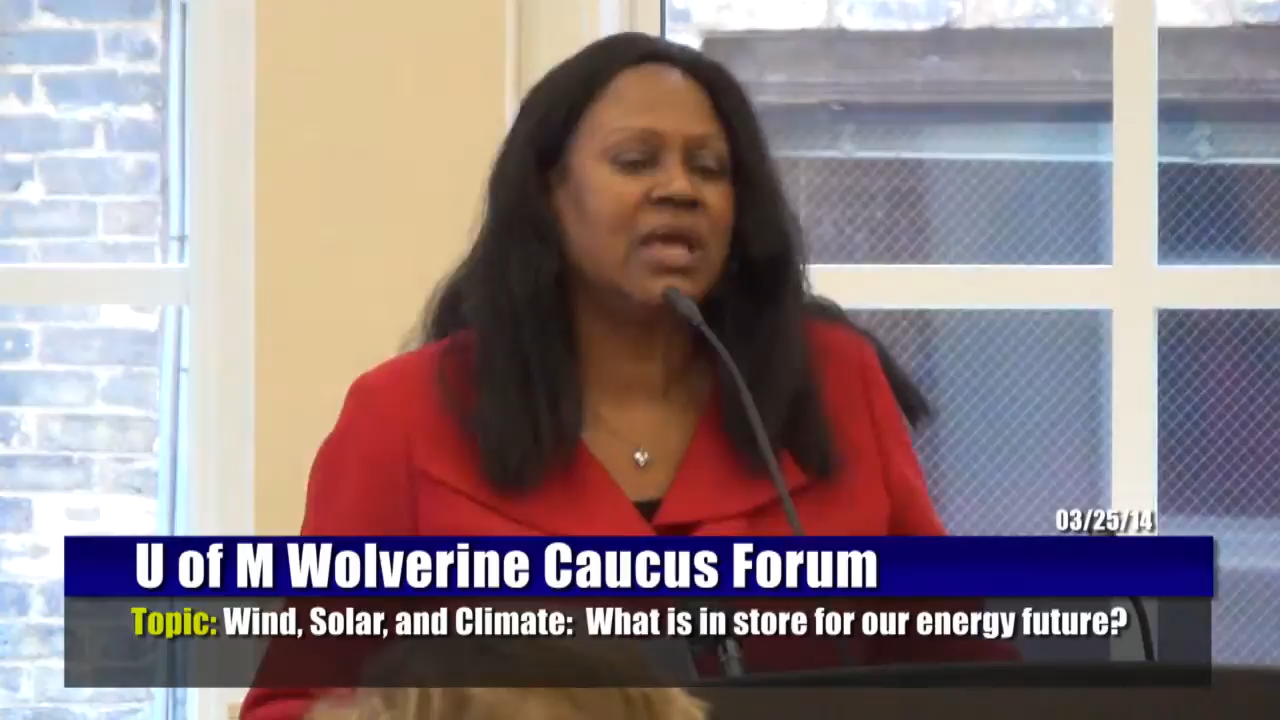 03/25/14
U of M Wolverine Caucus Forum
Topic: Wind, Solar, and Climate: What is in store for our energy future?